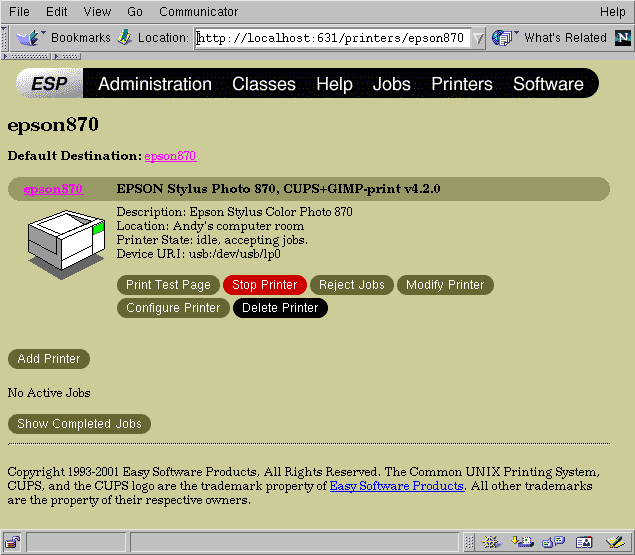 File Edit View Go Communicator Help
Bookmarks Location: http://localhost:631/printers/epson870 What's Related N
ESP Administration Classes Help Jobs Printers Software
epson870
Default Destination: epson870
epson870 EPSON Stylus Photo 870, CUPS+GIMP-print v4.2.0
Description: Epson Stylus Color Photo 870
Location: Andy's computer room
Printer State: idle, accepting jobs.
Device URI: usb:/dev/usb/lp0
Print Test Page Stop Printer Reject Jobs Modify Printer
Configure Printer Delete Printer
Add Printer
No Active Jobs
Show Completed Jobs
Copyright 1993-2001 Easy Software Products, All Rights Reserved. The Common UNIX Printing System,
CUPS, and the CUPS logo are the trademark property of Easy Software Products. All other trademarks
are the property of their respective owners.